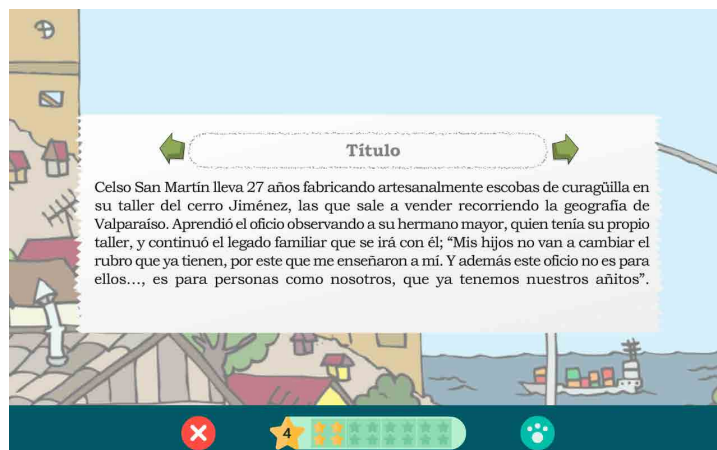 Título
Celso San Martín lleva 27 años fabricando artesanalmente escobas de curagüilla en
su taller del cerro Jiménez, las que sale a vender recorriendo la geografía de
Valparaíso. Aprendió el oficio observando a su hermano mayor, quien tenía su propio
taller, y continuó el legado familiar que se irá con él; “Mis hijos no van a cambiar el
rubro que ya tienen, por este que me enseñaron a mí. Y además este oficio no es para
ellos…, es para personas como nosotros, que ya tenemos nuestros añitos”.
4